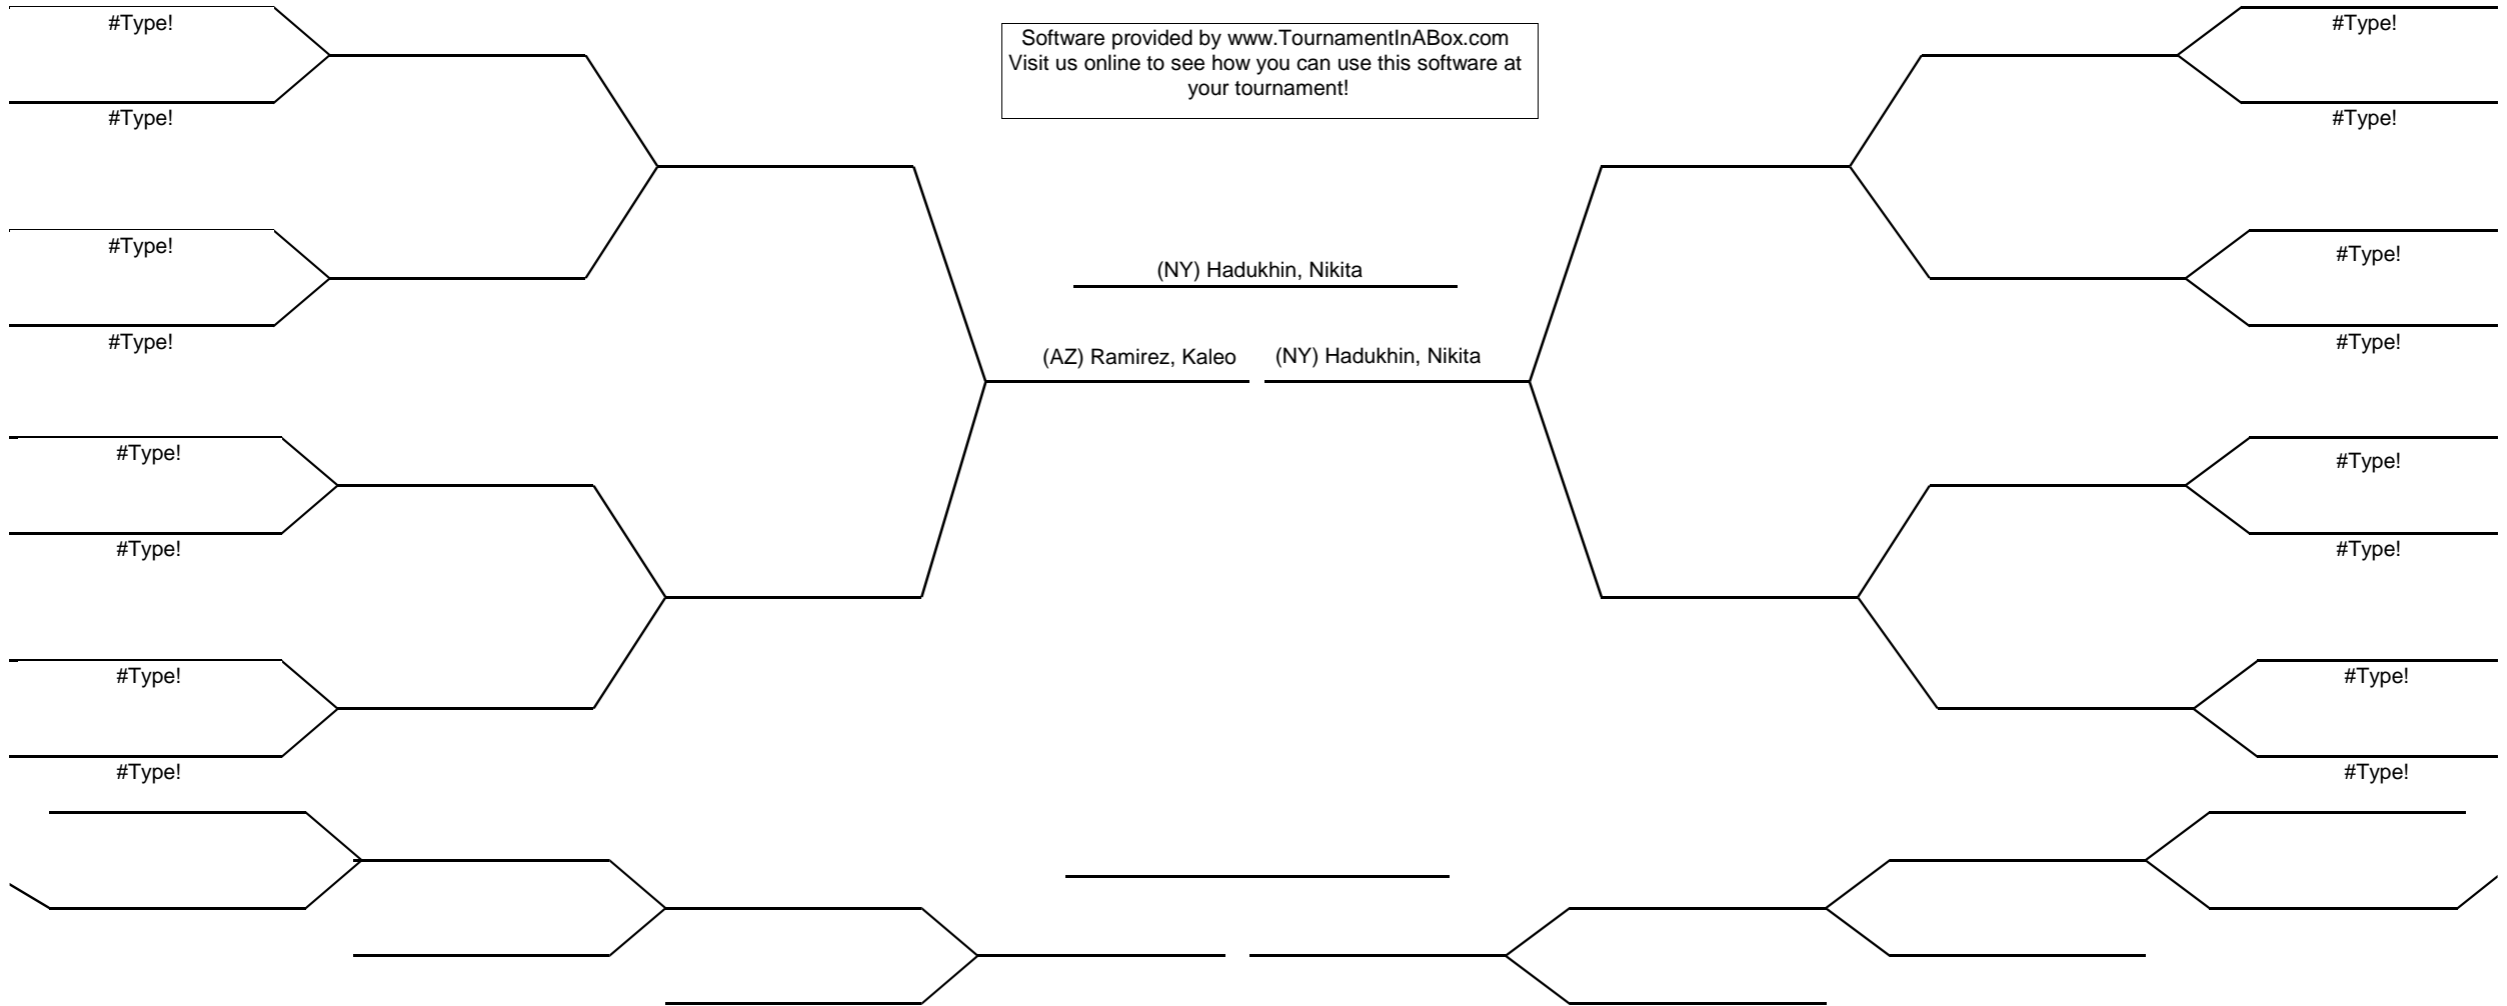 #Type!
#Type!
Software provided by www.TournamentInABox.com
Visit us online to see how you can use this software at
your tournament!
#Type!
#Type!
#Type!
#Type!
(NY) Hadukhin, Nikita
#Type!
#Type!
(AZ) Ramirez, Kaleo
(NY) Hadukhin, Nikita
#Type!
#Type!
#Type!
#Type!
#Type!
#Type!
#Type!
#Type!
#Type!